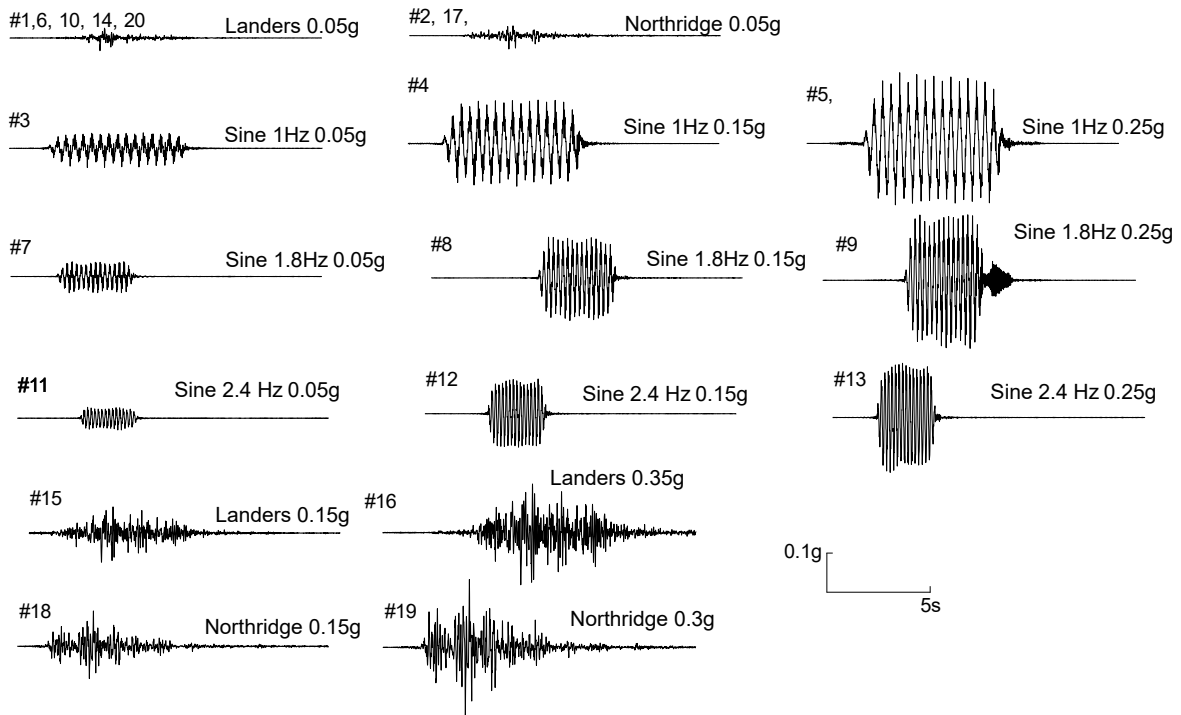 #1,6, 10, 14, 20
Landers 0.05g
#2, 17,
Northridge 0.05g
#3
Sine 1Hz 0.05g
#4
Sine 1Hz 0.15g
#5,
Sine 1Hz 0.25g
#7
Sine 1.8Hz 0.05g
#8
Sine 1.8Hz 0.15g
#9
Sine 1.8Hz 0.25g
#11
Sine 2.4 Hz 0.05g
#12
Sine 2.4 Hz 0.15g
#13
Sine 2.4 Hz 0.25g
#15
Landers 0.15g
#16
Landers 0.35g
0.1g
5s
#18
Northridge 0.15g
#19
Northridge 0.3g